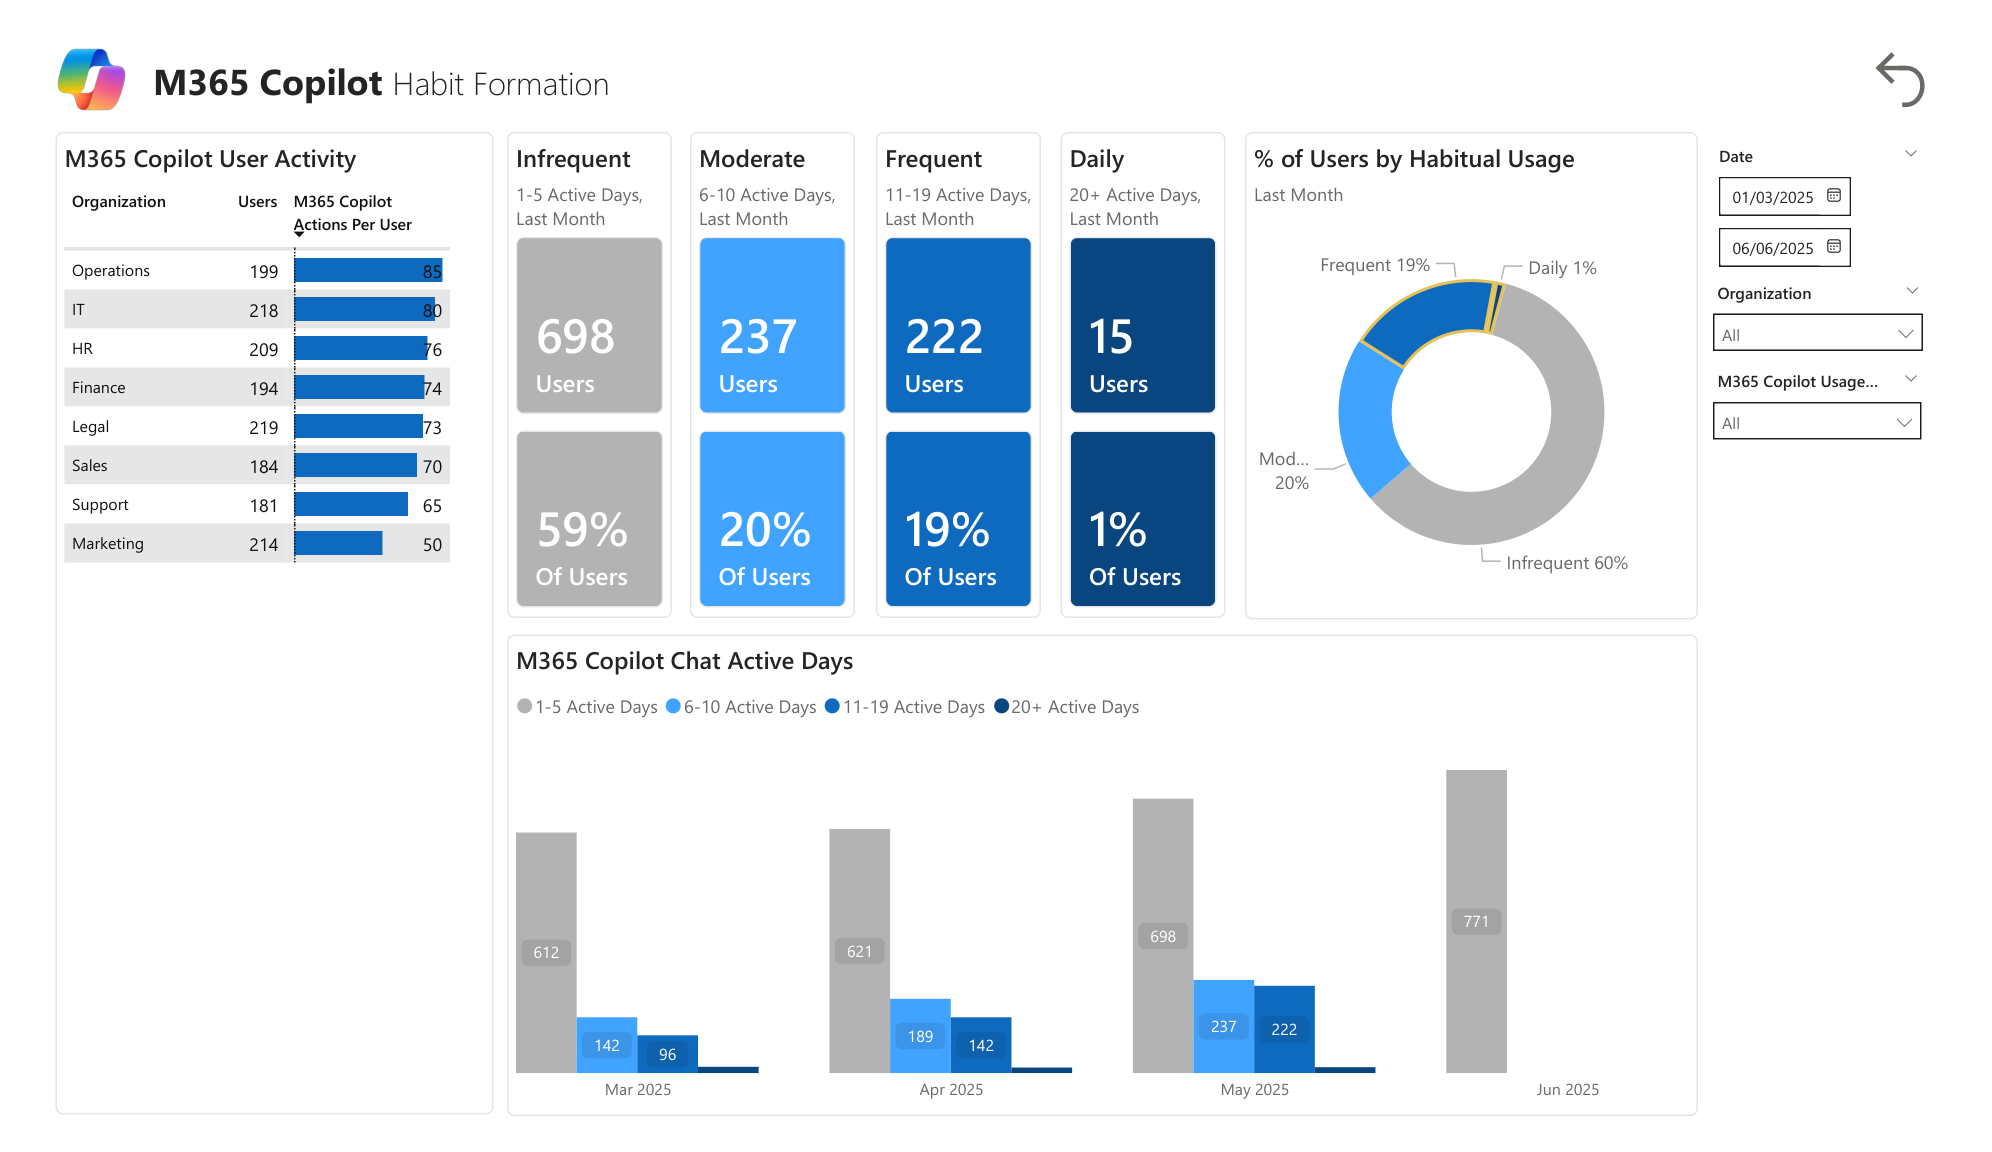 M365 Copilot Habit Formation
M365 Copilot User Activity
Organization Users M365 Copilot
Actions Per User
Operations 199 85
IT 218 80
HR 209 76
Finance 194 74
Legal 219 73
Sales 184 70
Support 181 65
Marketing 214 50
Infrequent
1-5 Active Days,
Last Month
698
Users
59%
Of Users
Moderate
6-10 Active Days,
Last Month
237
Users
20%
Of Users
Frequent
11-19 Active Days,
Last Month
222
Users
19%
Of Users
Daily
20+ Active Days,
Last Month
15
Users
1%
Of Users
% of Users by Habitual Usage
Last Month
Frequent 19%
Daily 1%
Mod...
20%
Infrequent 60%
Date
01/03/2025
06/06/2025
Organization
All
M365 Copilot Usage...
All
M365 Copilot Chat Active Days
1-5 Active Days 6-10 Active Days 11-19 Active Days 20+ Active Days
612 142 96
621 189 142
698 237 222
771
Mar 2025 Apr 2025 May 2025 Jun 2025